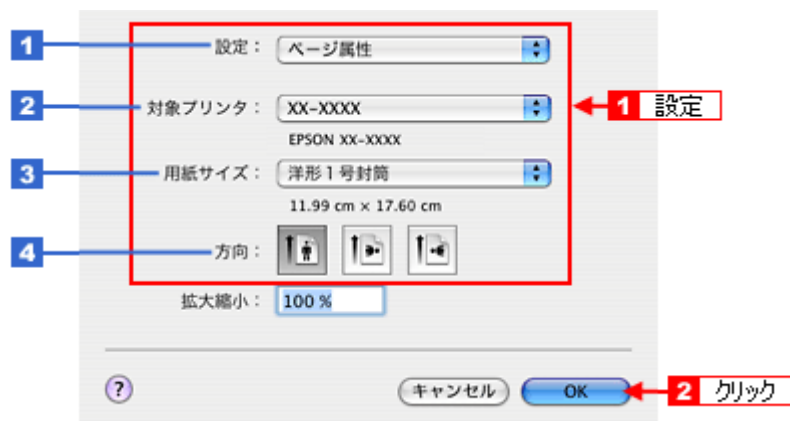 1 設定： ページ属性
2 対象プリンタ： XX-XXXX 1 設定
EPSON XX-XXXX
3 用紙サイズ： 洋形1号封筒
11.99 cm × 17.60 cm
4 方向：
拡大縮小： 100 %
? キャンセル OK 2 クリック